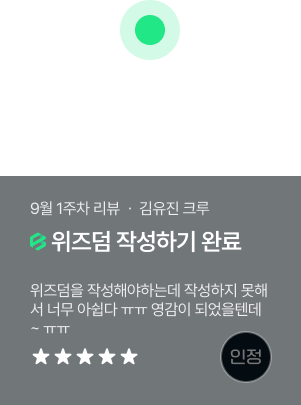 9월 1주차 리뷰 · 김유진 크루
위즈덤 작성하기 완료
위즈덤을 작성해야하는데 작성하지 못해
서 너무 아쉽다 ㅠㅠ 영감이 되었을텐데
~ ㅠㅠ
인정